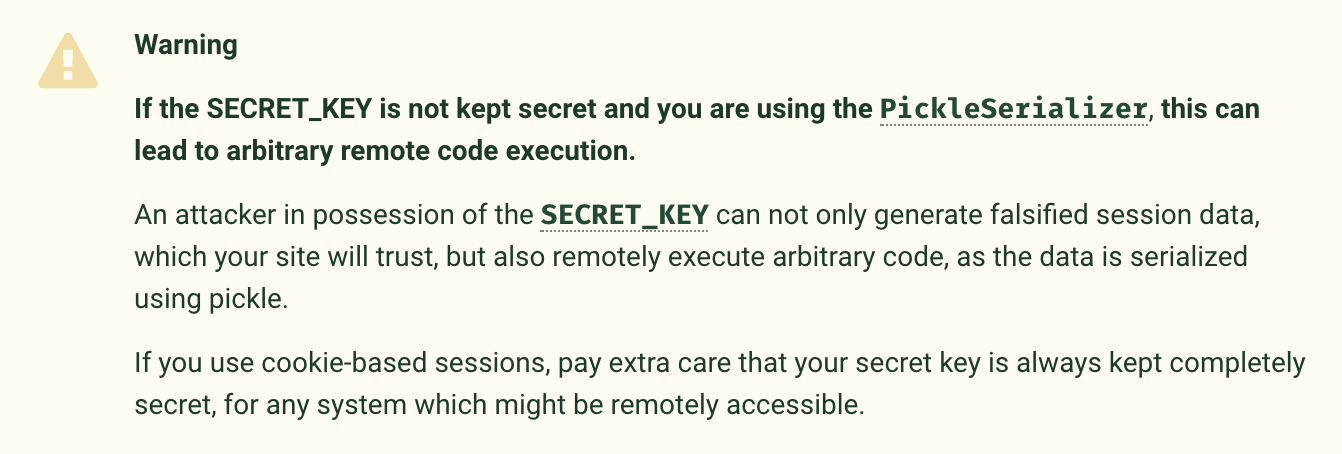 Warning
If the SECRET_KEY is not kept secret and you are using the PickleSerializer, this can
lead to arbitrary remote code execution.
An attacker in possession of the SECRET_KEY can not only generate falsified session data,
which your site will trust, but also remotely execute arbitrary code, as the data is serialized
using pickle.
If you use cookie-based sessions, pay extra care that your secret key is always kept completely
secret, for any system which might be remotely accessible.